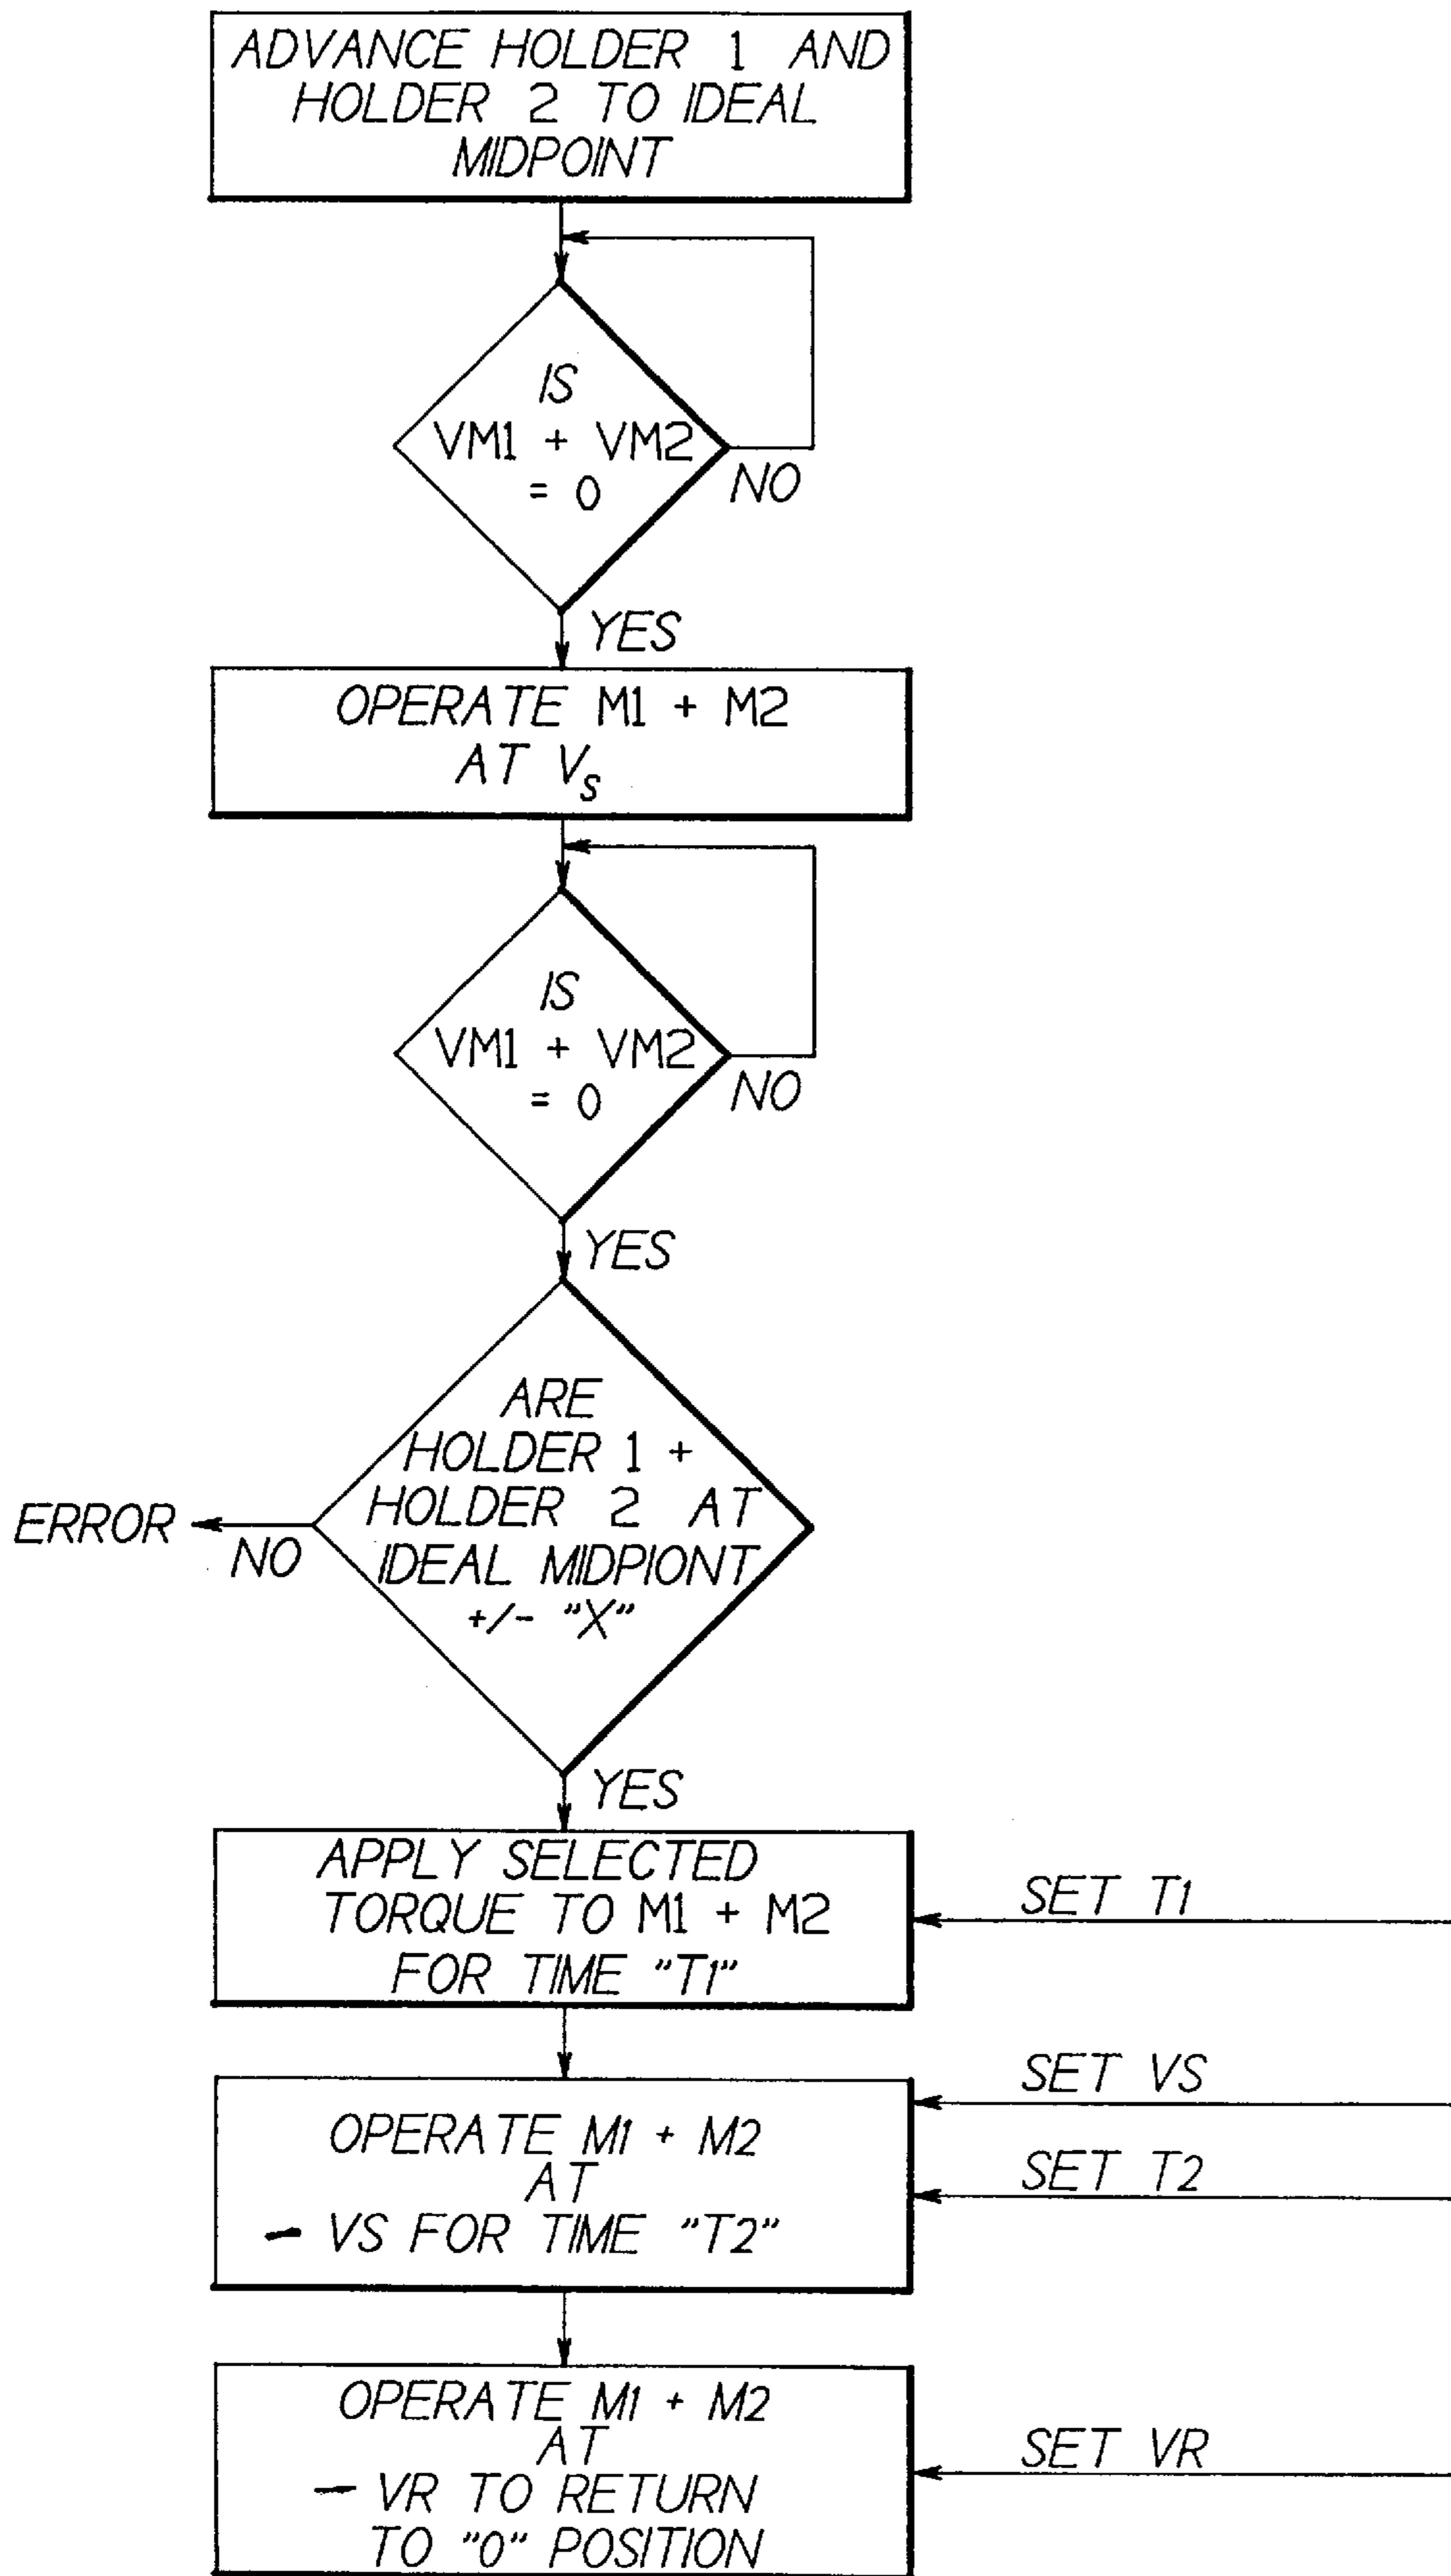 ADVANCE HOLDER 1 AND
HOLDER 2 TO IDEAL
MIDPOINT
IS
VM1 + VM2
= 0
NO
YES
OPERATE M1 + M2
AT Vs
IS
VM1 + VM2
= 0
NO
YES
ARE
HOLDER 1 +
HOLDER 2 AT
IDEAL MIDPIONT
+/- "X"
ERROR
NO
YES
APPLY SELECTED
TORQUE TO M1 + M2
FOR TIME "T1"
SET T1
OPERATE M1 + M2
AT
- VS FOR TIME "T2"
SET VS
SET T2
OPERATE M1 + M2
AT
- VR TO RETURN
TO "0" POSITION
SET VR